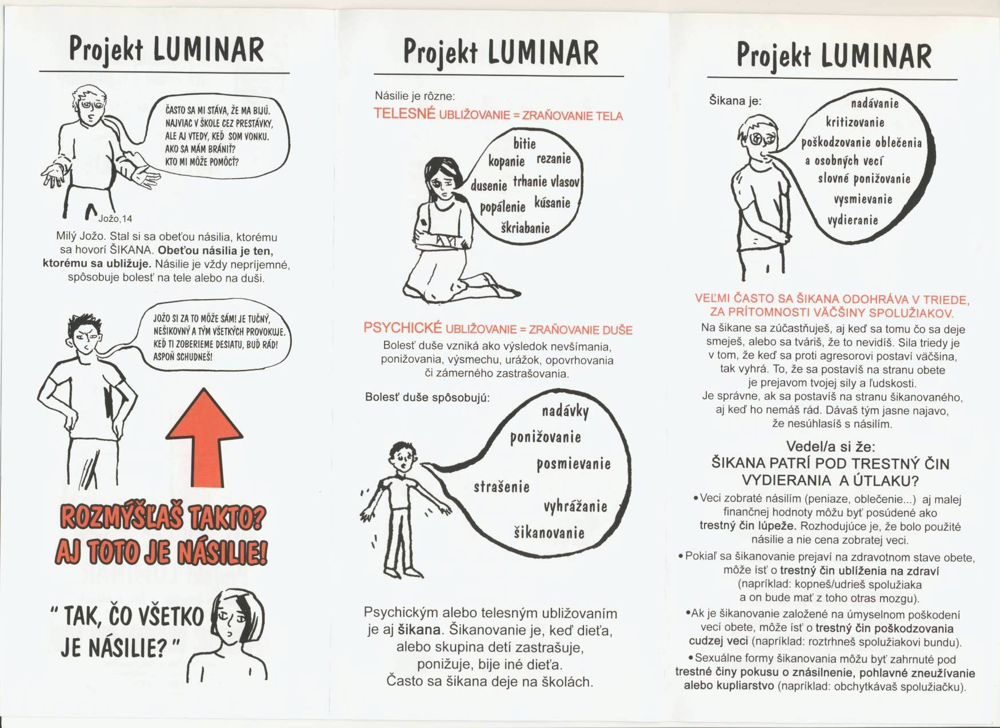 Projekt LUMINAR
ČASTO SA MI STÁVA, ŽE MA BIJÚ.
NAJVIAC V ŠKOLE CEZ PRESTÁVKY,
ALE AJ VTEDY, KEĎ SOM VONKU.
AKO SA MÁM BRÁNIŤ?
KTO MI MÔŽE POMÔCŤ?
Jožo,14
Milý Jožo. Stal si sa obeťou násilia, ktorému
sa hovorí ŠIKANA. Obeťou násilia je ten,
ktorému sa ubližuje. Násilie je vždy nepríjemné,
spôsobuje bolesť na tele alebo na duši.
JOŽO SI ZA TO MÔŽE SÁM! JE TUČNÝ,
NEŠIKOVNÝ A TÝM VŠETKÝCH PROVOKUJE.
KEĎ TI ZOBERIEME DESIATU, BUĎ RÁD!
ASPOŇ SCHUDNEŠ!
ROZMÝŠĽAŠ TAKTO?
AJ TOTO JE NÁSILIE!
" TAK, ČO VŠETKO
JE NÁSILIE? "
Projekt LUMINAR
Násilie je rôzne:
TELESNÉ UBLIŽOVANIE = ZRAŇOVANIE TELA
bitie
kopanie rezanie
dusenie trhanie vlasov
popálenie kúsanie
škriabanie
PSYCHICKÉ UBLIŽOVANIE = ZRAŇOVANIE DUŠE
Bolesť duše vzniká ako výsledok nevšímania,
ponižovania, výsmechu, urážok, opovrhovania
či zámerného zastrašovania.
Bolesť duše spôsobujú:
nadávky
ponižovanie
posmievanie
strašenie
vyhrážanie
šikanovanie
Psychickým alebo telesným ubližovaním
je aj šikana. Šikanovanie je, keď dieťa,
alebo skupina detí zastrašuje,
ponižuje, bije iné dieťa.
Často sa šikana deje na školách.
Projekt LUMINAR
Šikana je:
nadávanie
kritizovanie
poškodzovanie oblečenia
a osobných vecí
slovné ponižovanie
vysmievanie
vydieranie
VEĽMI ČASTO SA ŠIKANA ODOHRÁVA V TRIEDE,
ZA PRÍTOMNOSTI VÄČŠINY SPOLUŽIAKOV.
Na šikane sa zúčastňuješ, aj keď sa tomu čo sa deje
smeješ, alebo sa tváriš, že to nevidíš. Sila triedy je
v tom, že keď sa proti agresorovi postaví väčšina,
tak vyhrá. To, že sa postavíš na stranu obete
je prejavom tvojej sily a ľudskosti.
Je správne, ak sa postavíš na stranu šikanovaného,
aj keď ho nemáš rád. Dávaš tým jasne najavo,
že nesúhlasíš s násilím.
Vedel/a si že:
ŠIKANA PATRÍ POD TRESTNÝ ČIN
VYDIERANIA A ÚTLAKU?
•Veci zobraté násilím (peniaze, oblečenie...) aj malej
finančnej hodnoty môžu byť posúdené ako
trestný čin lúpeže. Rozhodujúce je, že bolo použité
násilie a nie cena zobratej veci.
•Pokiaľ sa šikanovanie prejaví na zdravotnom stave obete,
môže ísť o trestný čin ublíženia na zdraví
(napríklad: kopneš/udrieš spolužiaka
a on bude mať z toho otras mozgu).
•Ak je šikanovanie založené na úmyselnom poškodení
vecí obete, môže ísť o trestný čin poškodzovania
cudzej veci (napríklad: roztrhneš spolužiakovi bundu).
•Sexuálne formy šikanovania môžu byť zahrnuté pod
trestné činy pokusu o znásilnenie, pohlavné zneužívanie
alebo kupliarstvo (napríklad: obchytkávaš spolužiačku).